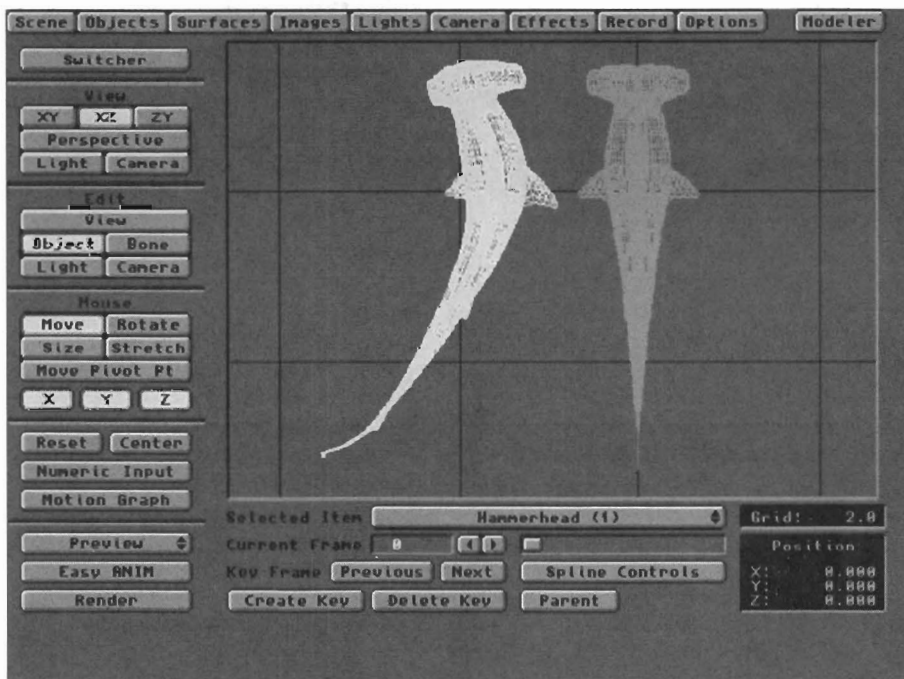 Scene Objects Surfaces Images Lights Camera Effects Record Options Modeler
Switcher
View
XY XZ ZY
Perspective
Light Camera
Edit
View
Object Bone
Light Camera
Mouse
Move Rotate
Size Stretch
Move Pivot Pt
X Y Z
Reset Center
Numeric Input
Motion Graph
Preview
Easy ANIM
Render
Selected Item Hammerhead (1)
Current Frame 0
Key Frame Previous Next Spline Controls
Create Key Delete Key Parent
Grid: 2.0
Position
X: 0.000
Y: 0.000
Z: 0.000